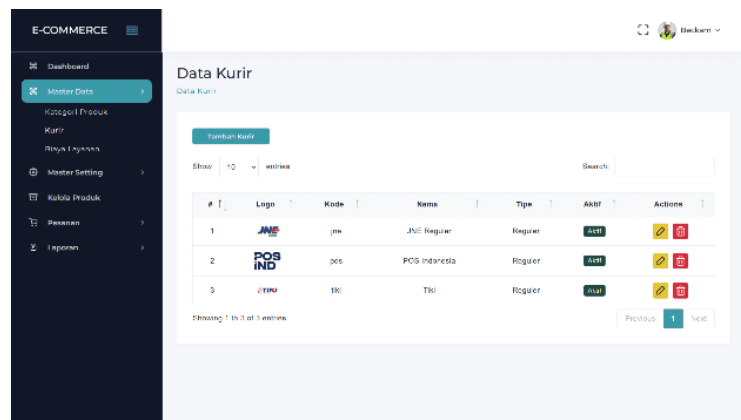 E-COMMERCE
Beckam
Dashboard
Master Data
Kategori Produk
Kurir
Biaya Layanan
Master Setting
Kelola Produk
Pesanan
Laporan
Data Kurir
Data Kurir
Tambah Kurir
Show 10 entries Search:
# Logo Kode Nama Tipe Aktif Actions
1 JNE jne JNE Reguler Reguler Aktif
2 POS IND pos POS Indonesia Reguler Aktif
3 TIKI tiki TIKI Reguler Aktif
Showing 1 to 3 of 3 entries
Previous 1 Next